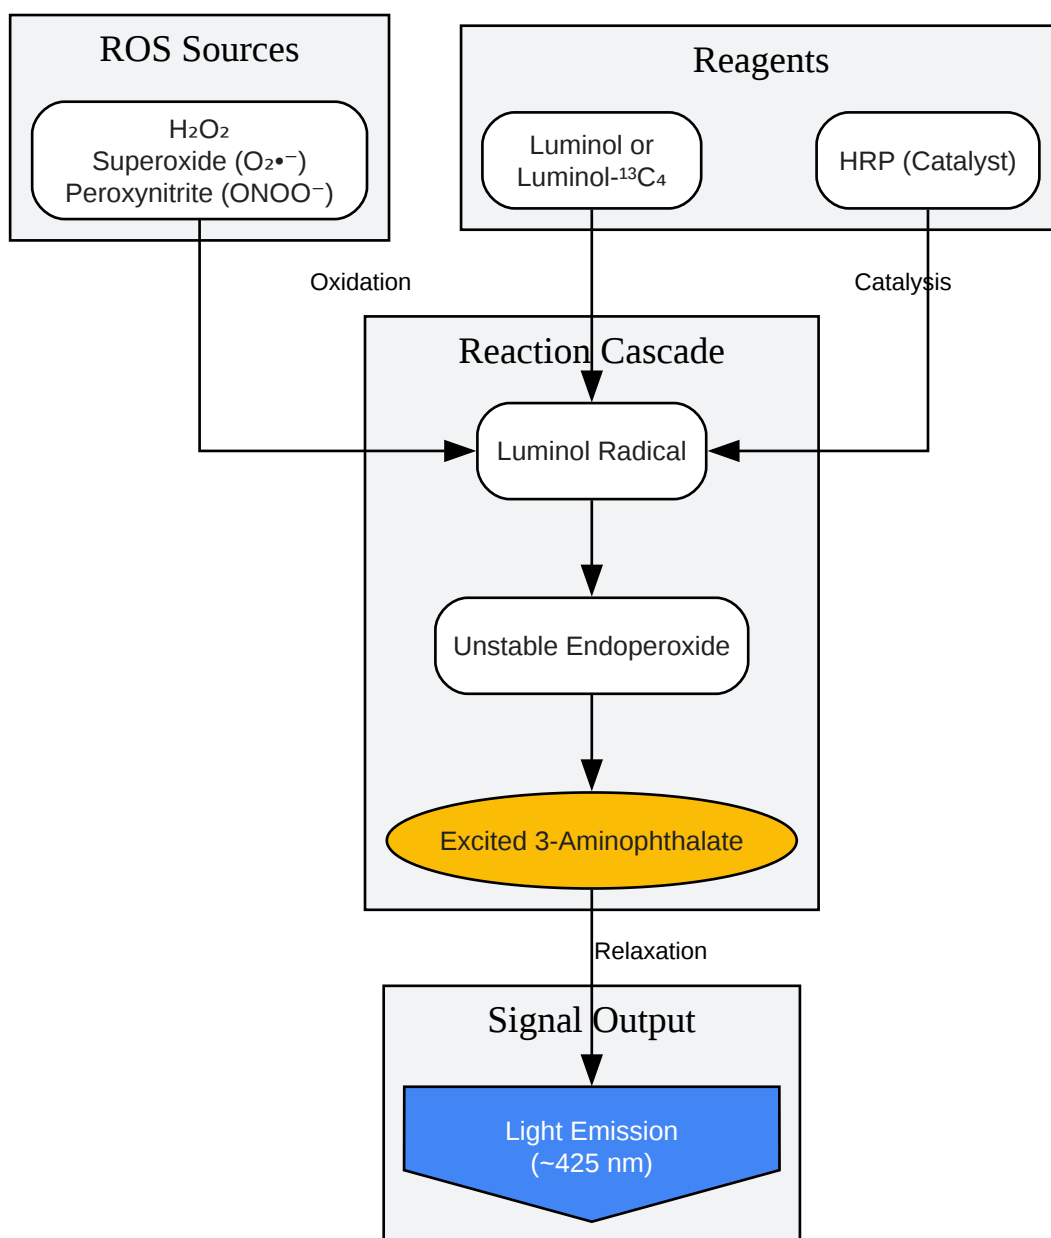 ROS Sources
H₂O₂
Superoxide (O₂•⁻)
Peroxynitrite (ONOO⁻)
Reagents
Luminol or
Luminol-¹³C₄
HRP (Catalyst)
Oxidation
Catalysis
Reaction Cascade
Luminol Radical
Unstable Endoperoxide
Excited 3-Aminophthalate
Relaxation
Signal Output
Light Emission
(~425 nm)